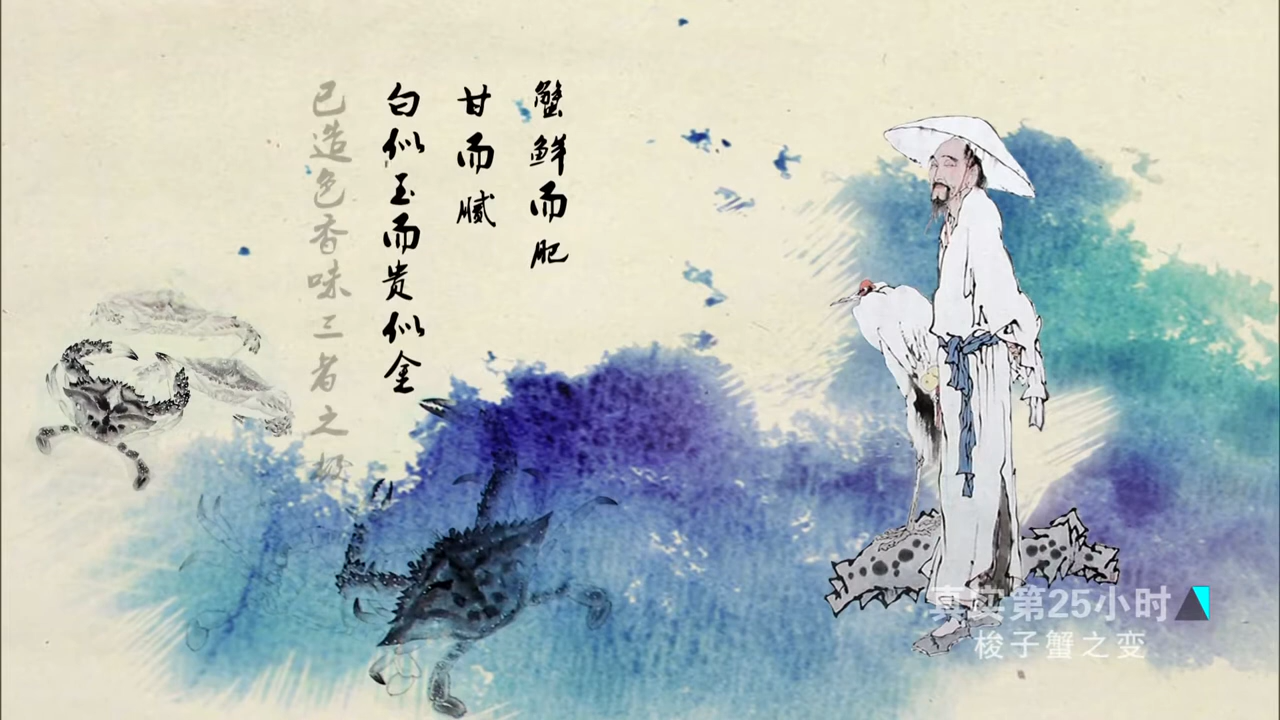 蟹鲜而肥
甘而腻
白似玉而贵似金
已造色香味三者之极
真实第25小时
梭子蟹之变